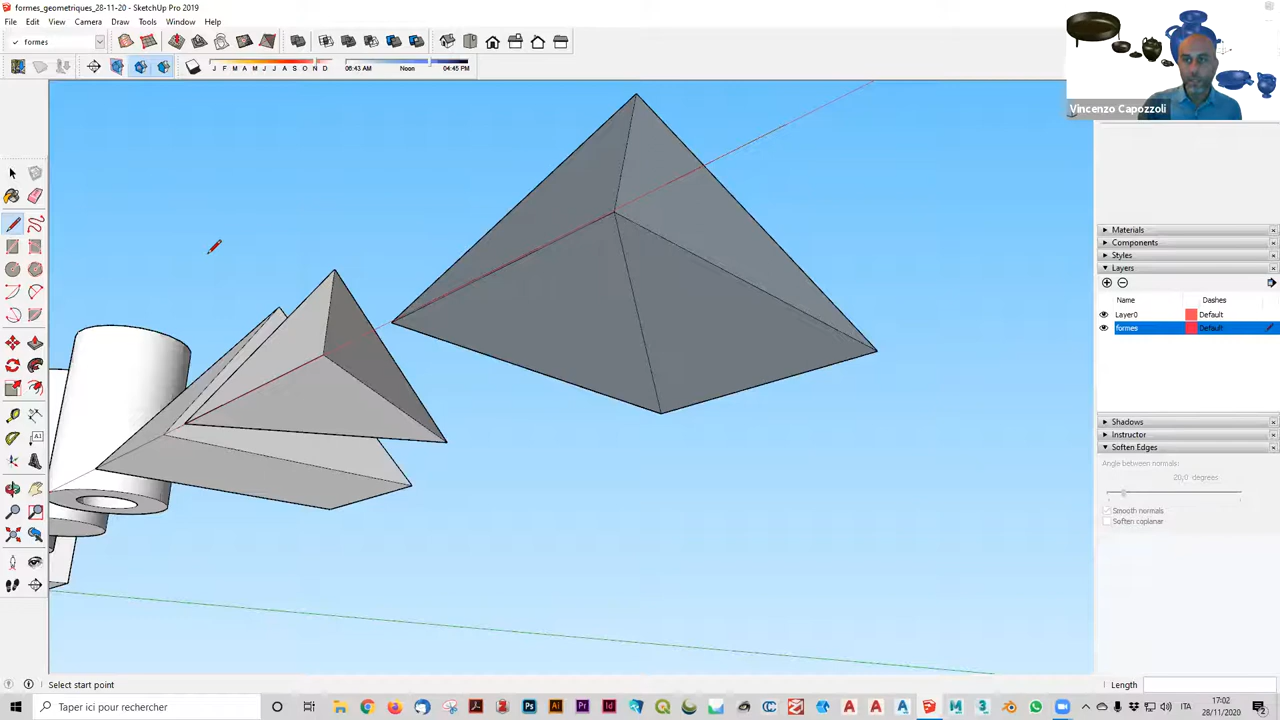 formes_geometriques_28-11-20 - SketchUp Pro 2019
File Edit View Camera Draw Tools Window Help
formes
J F M A M J J A S O N D
06:43 AM Noon 04:45 PM
Vincenzo Capozzoli
Materials
Components
Styles
Layers
Name Dashes
Layer0 Default
formes Default
Shadows
Instructor
Soften Edges
Angle between normals:
20,0 degrees
Smooth normals
Soften coplanar
Select start point
Length
Taper ici pour rechercher
ITA
17:02
28/11/2020